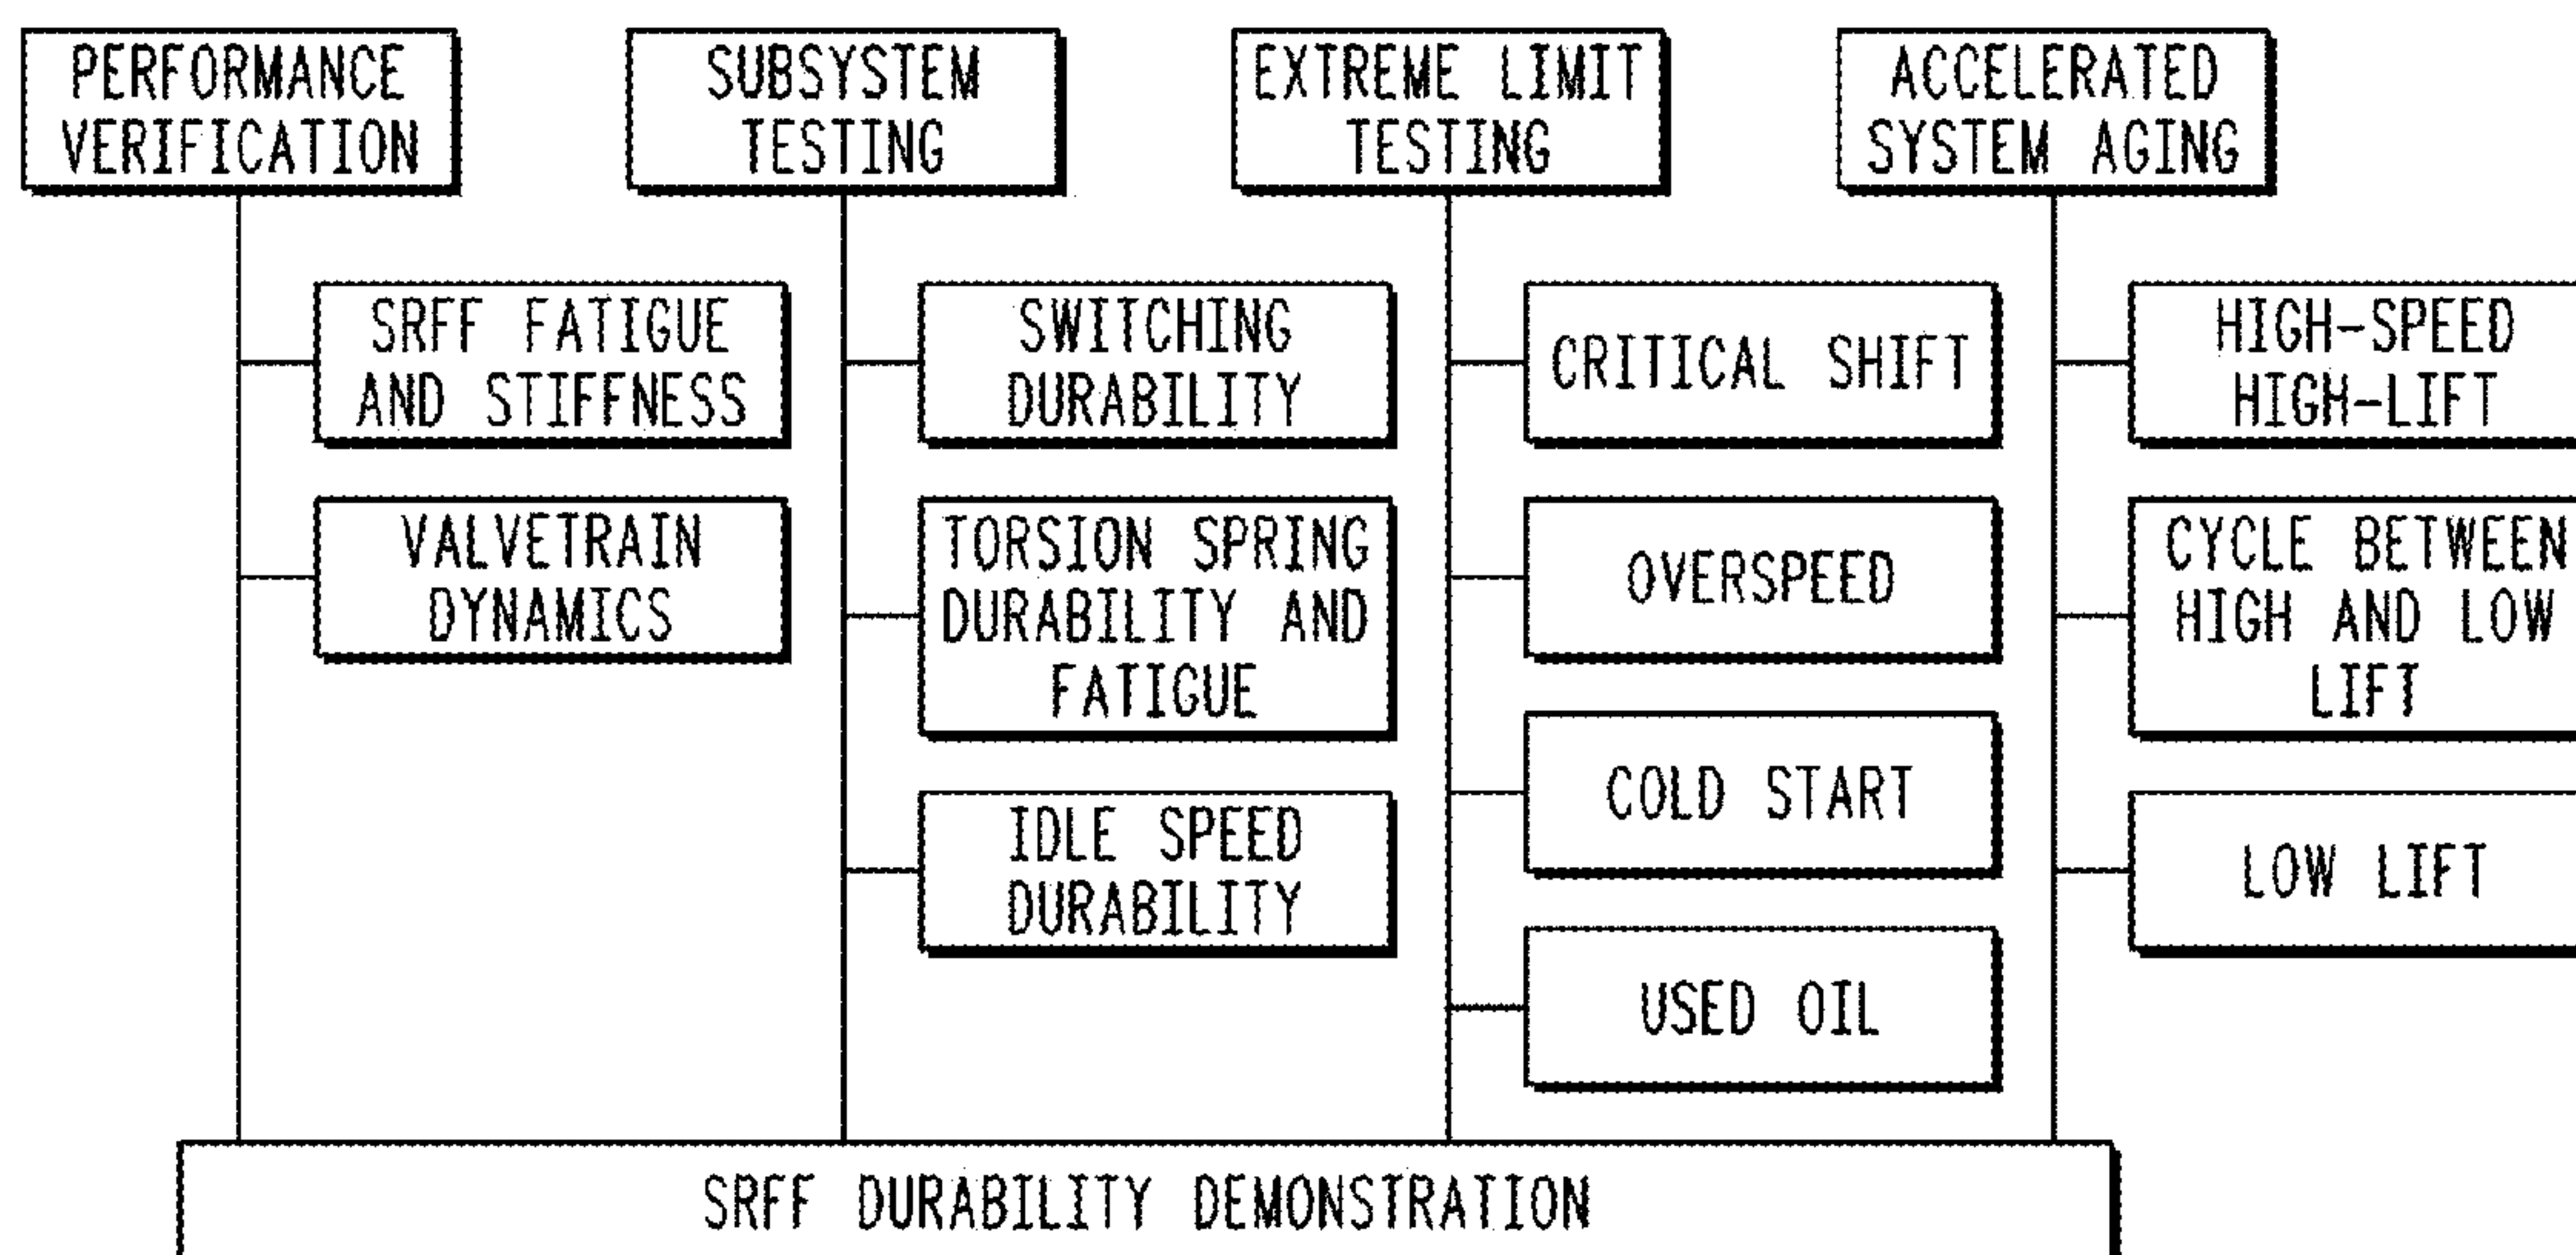 PERFORMANCE
VERIFICATION
SRFF FATIGUE
AND STIFFNESS
VALVETRAIN
DYNAMICS
SUBSYSTEM
TESTING
SWITCHING
DURABILITY
TORSION SPRING
DURABILITY AND
FATIGUE
IDLE SPEED
DURABILITY
EXTREME LIMIT
TESTING
CRITICAL SHIFT
OVERSPEED
COLD START
USED OIL
ACCELERATED
SYSTEM AGING
HIGH-SPEED
HIGH-LIFT
CYCLE BETWEEN
HIGH AND LOW
LIFT
LOW LIFT
SRFF DURABILITY DEMONSTRATION